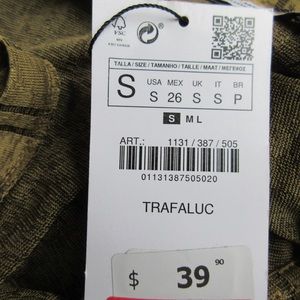 TALLA / SIZE / TAMANHO / TAILLE / MAAT / ΜΕΓΕΘΟΣ
S
USA MEX UK IT BR
S 26 S S P
S M L
ART.: 1131 / 387 / 505
01131387505020
TRAFALUC
$ 39 90